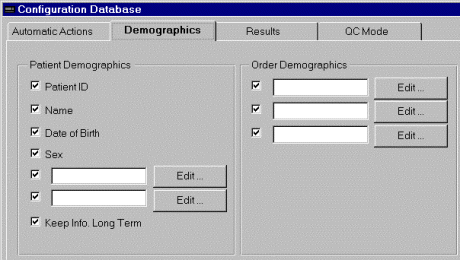 Configuration Database
Automatic Actions Demographics Results QC Mode
Patient Demographics
Patient ID
Name
Date of Birth
Sex
Edit ...
Edit ...
Keep Info. Long Term
Order Demographics
Edit ...
Edit ...
Edit ...